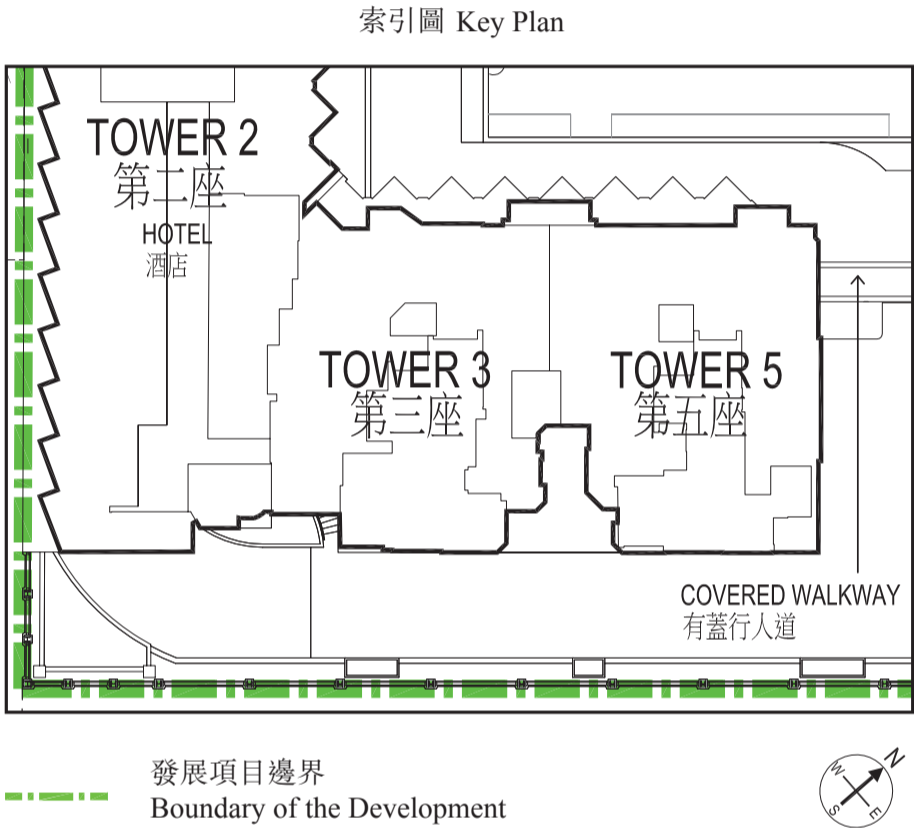 索引圖 Key Plan
TOWER 2
第二座
HOTEL
酒店
TOWER 3
第三座
TOWER 5
第五座
COVERED WALKWAY
有蓋行人道
發展項目邊界
Boundary of the Development
N
W
S
E